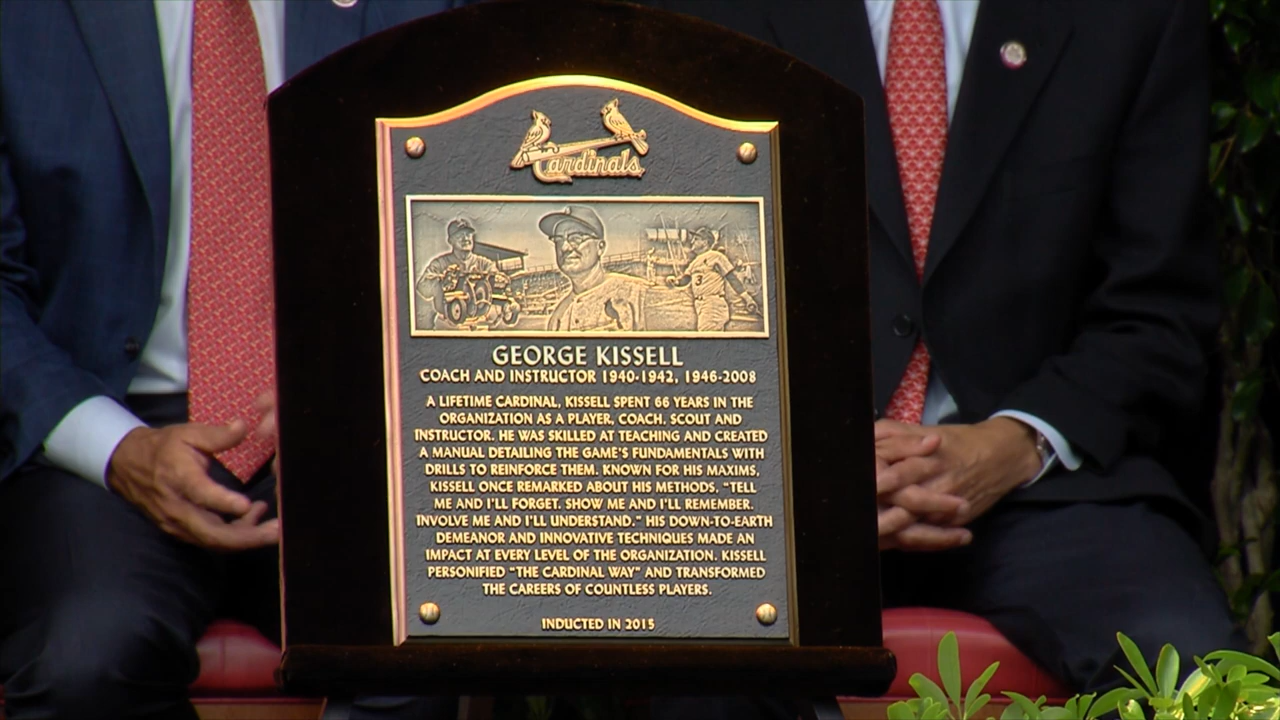 Cardinals
3
GEORGE KISSELL
COACH AND INSTRUCTOR 1940-1942, 1946-2008
A LIFETIME CARDINAL, KISSELL SPENT 66 YEARS IN THE
ORGANIZATION AS A PLAYER, COACH, SCOUT AND
INSTRUCTOR. HE WAS SKILLED AT TEACHING AND CREATED
A MANUAL DETAILING THE GAME'S FUNDAMENTALS WITH
DRILLS TO REINFORCE THEM. KNOWN FOR HIS MAXIMS,
KISSELL ONCE REMARKED ABOUT HIS METHODS, "TELL
ME AND I'LL FORGET. SHOW ME AND I'LL REMEMBER.
INVOLVE ME AND I'LL UNDERSTAND." HIS DOWN-TO-EARTH
DEMEANOR AND INNOVATIVE TECHNIQUES MADE AN
IMPACT AT EVERY LEVEL OF THE ORGANIZATION. KISSELL
PERSONIFIED "THE CARDINAL WAY" AND TRANSFORMED
THE CAREERS OF COUNTLESS PLAYERS.
INDUCTED IN 2015